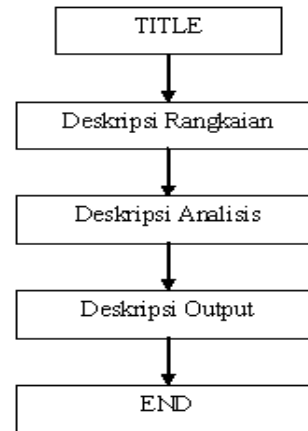 TITLE
Deskripsi Rangkaian
Deskripsi Analisis
Deskripsi Output
END